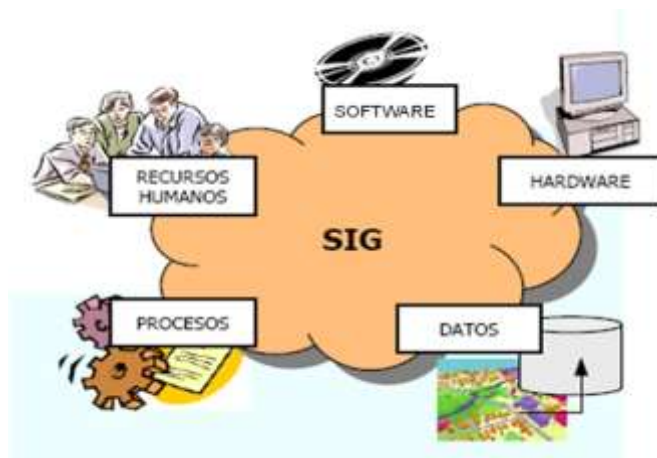 SOFTWARE
RECURSOS
HUMANOS
HARDWARE
SIG
PROCESOS
DATOS